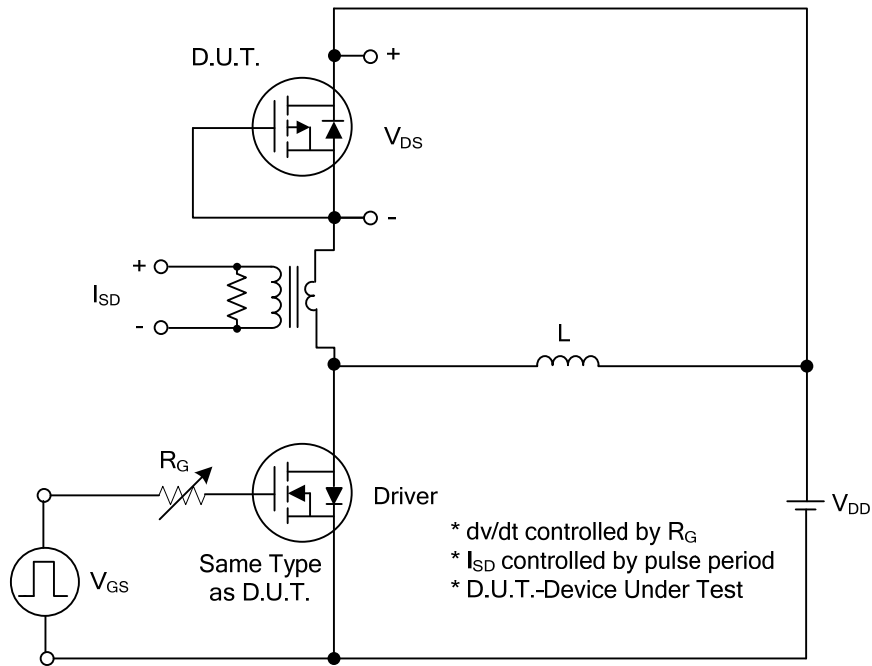 D.U.T.
+
VDS
-
+
ISD
-
L
RG
Driver
VDD
VGS
Same Type
as D.U.T.
* dv/dt controlled by RG
* ISD controlled by pulse period
* D.U.T.-Device Under Test